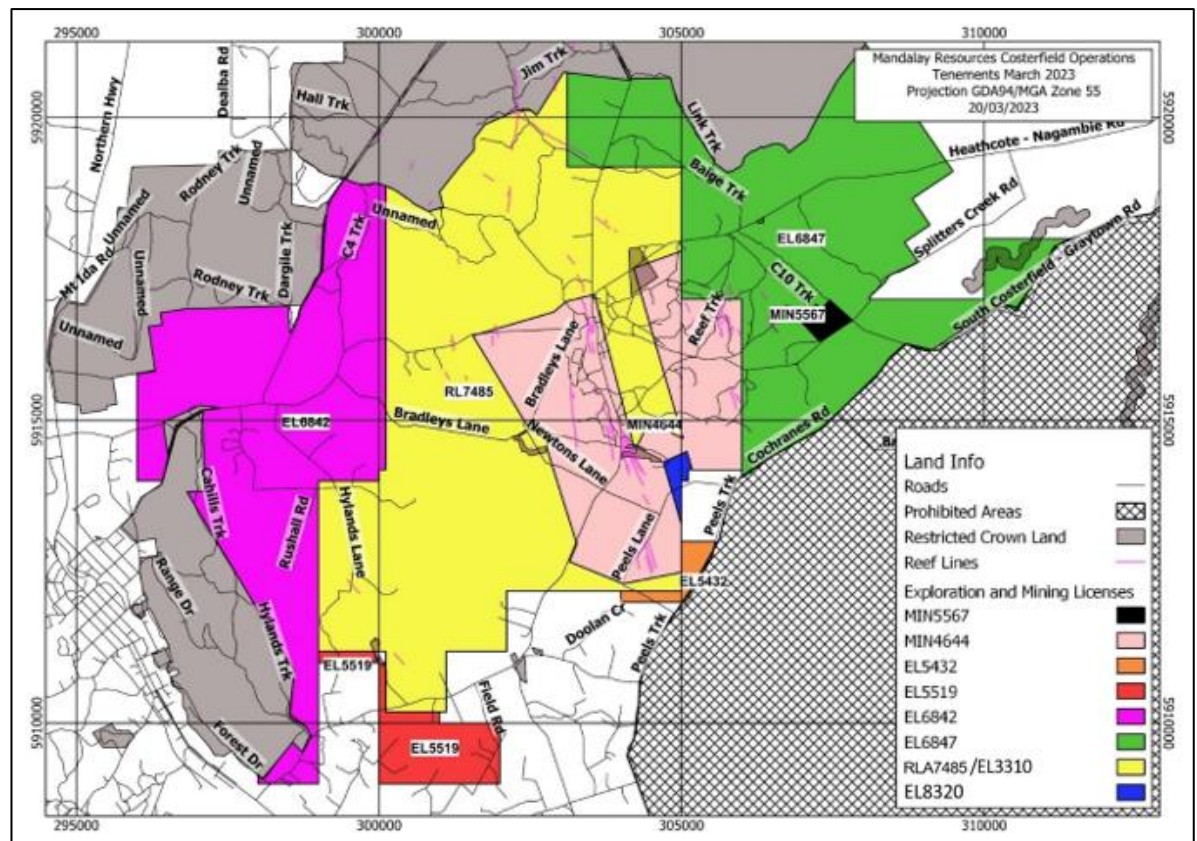 295000 300000 305000 310000
Mandalay Resources Costerfield Operations
Tenements March 2023
Projection GDA94/MGA Zone 55
20/03/2023
Northern Hwy
Dealba Rd
Hall Trk
Jim Trk
Link Trk
5920000
5920000
Heathcote - Nagambie Rd
Rodney Trk
Unnamed
Baige Trk
Splitters Creek Rd
Unnamed
Mt Ida Rd
Unnamed
C4 Trk
Unnamed
EL6847
South Costerfield - Graytown Rd
Dargile Trk
Rodney Trk
C10 Trk
MIN5567
Reef Trk
Unnamed
Bradleys Lane
RL7485
EL6842
Bradleys Lane
MIN4644
Newtons Lane
Cochranes Rd
5915000
5915000
Ba
Cahills Trk
Rushall Rd
Hylands Lane
Peels Trk
Peels Lane
EL5432
Range Dr
Hylands Trk
Doolan Cr
Peels Trk
EL5519
Field Rd
Forest Dr
EL5519
5910000
5910000
Land Info
Roads
Prohibited Areas
Restricted Crown Land
Reef Lines
Exploration and Mining Licenses
MIN5567
MIN4644
EL5432
EL5519
EL6842
EL6847
RLA7485/EL3310
EL8320
295000 300000 305000 310000